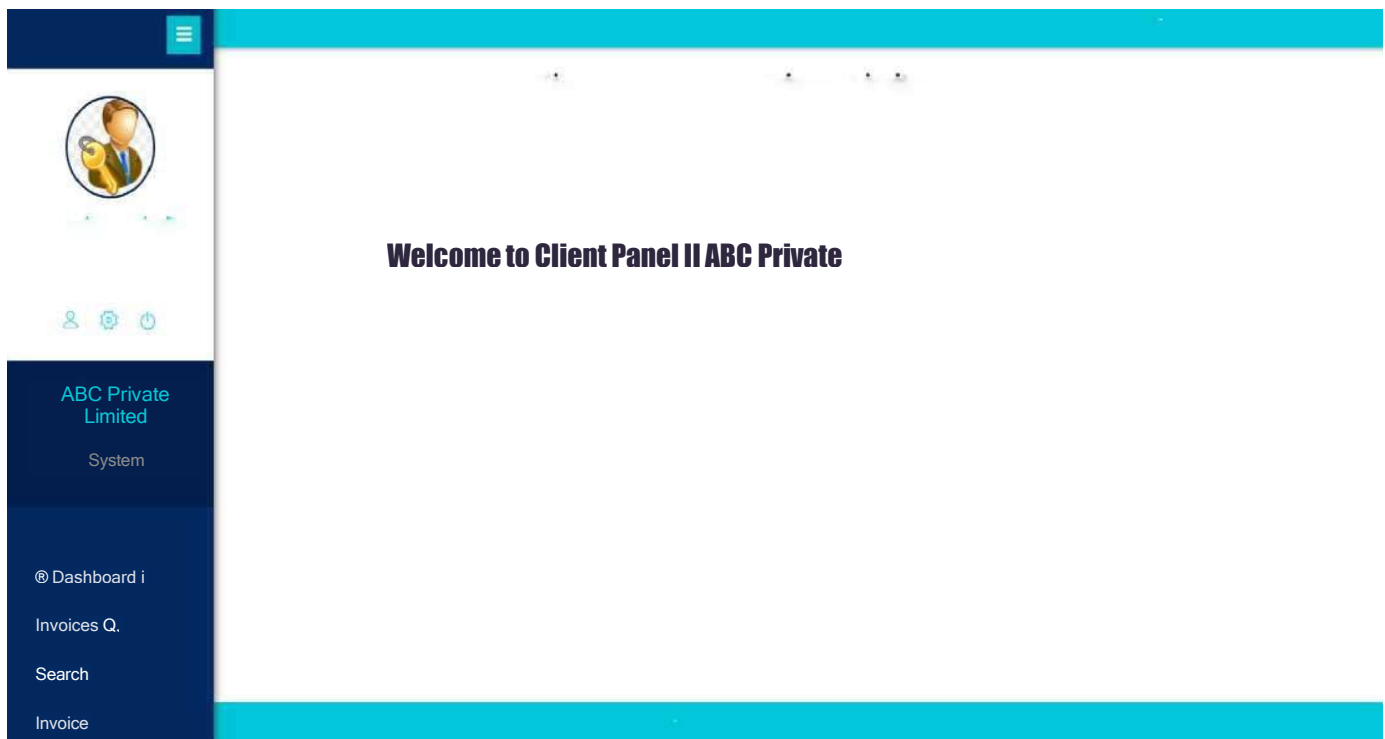 Welcome to Client Panel II ABC Private
ABC Private
Limited
System
® Dashboard i
Invoices Q.
Search
Invoice